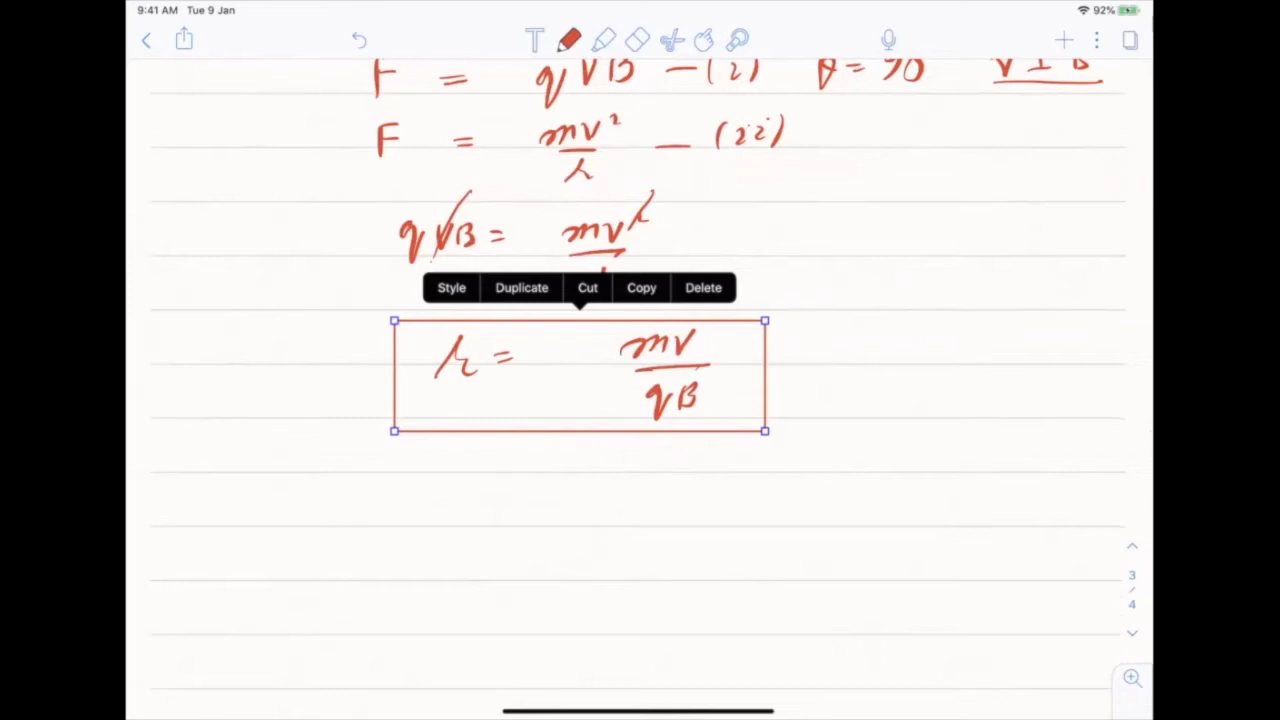 9:41 AM Tue 9 Jan 92%
F = qVB — (i) θ = 90 V ⊥ B
F = mv²/r — (ii)
qVB = mv²
Style Duplicate Cut Copy Delete
r = mv/qB
3
/
4